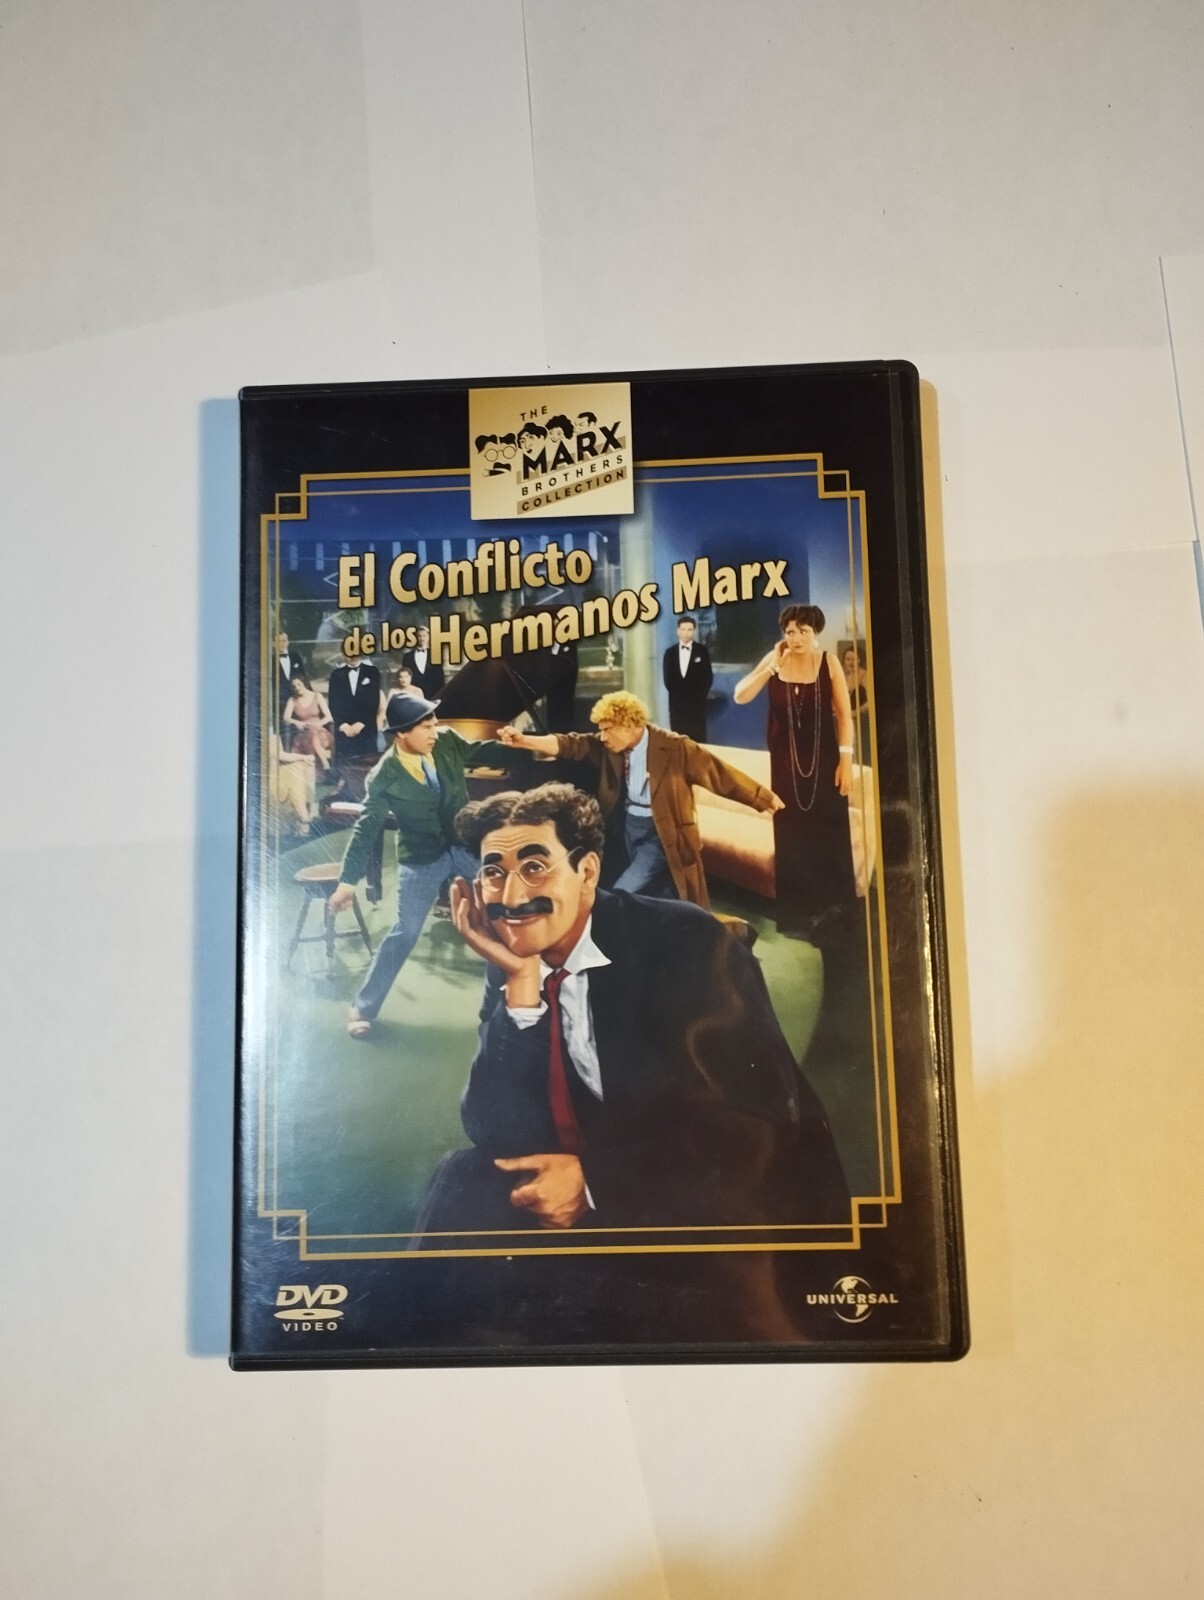 THE
MARX
BROTHERS
COLLECTION
El Conflicto
de los Hermanos Marx
DVD
VIDEO
UNIVERSAL